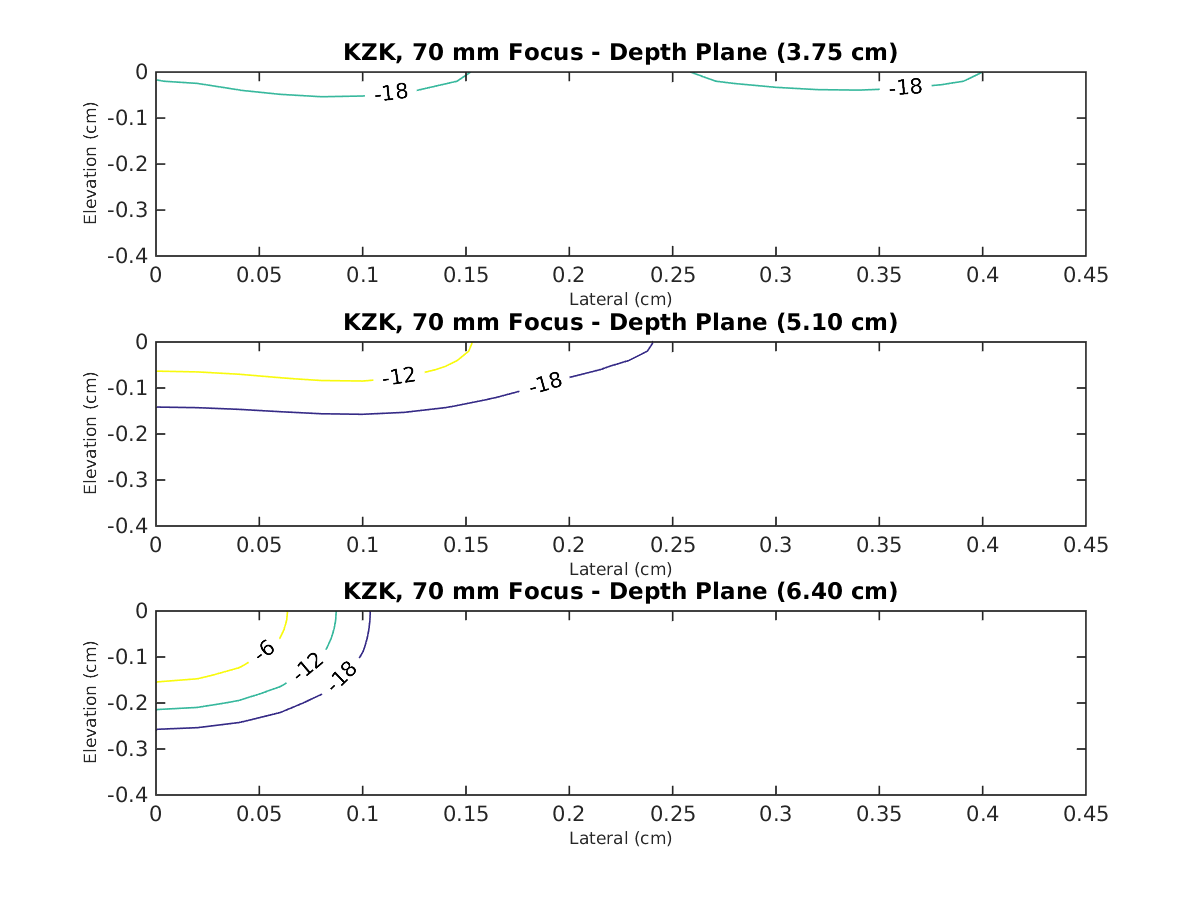 KZK, 70 mm Focus - Depth Plane (3.75 cm)
0
-0.1
-0.2
-0.3
-0.4
Elevation (cm)
-18
-18
0 0.05 0.1 0.15 0.2 0.25 0.3 0.35 0.4 0.45
Lateral (cm)
KZK, 70 mm Focus - Depth Plane (5.10 cm)
0
-0.1
-0.2
-0.3
-0.4
Elevation (cm)
-12
-18
0 0.05 0.1 0.15 0.2 0.25 0.3 0.35 0.4 0.45
Lateral (cm)
KZK, 70 mm Focus - Depth Plane (6.40 cm)
0
-0.1
-0.2
-0.3
-0.4
Elevation (cm)
-6
-12
-18
0 0.05 0.1 0.15 0.2 0.25 0.3 0.35 0.4 0.45
Lateral (cm)